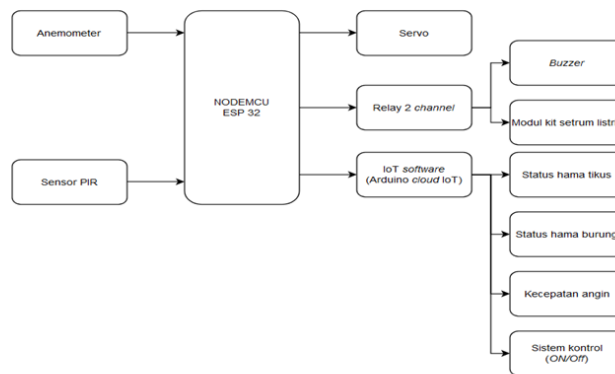 Anemometer
Sensor PIR
NODEMCU
ESP 32
Servo
Relay 2 channel
IoT software
(Arduino cloud IoT)
Buzzer
Modul kit setrum listr
Status hama tikus
Status hama burung
Kecepatan angin
Sistem kontrol
(ON/Off)